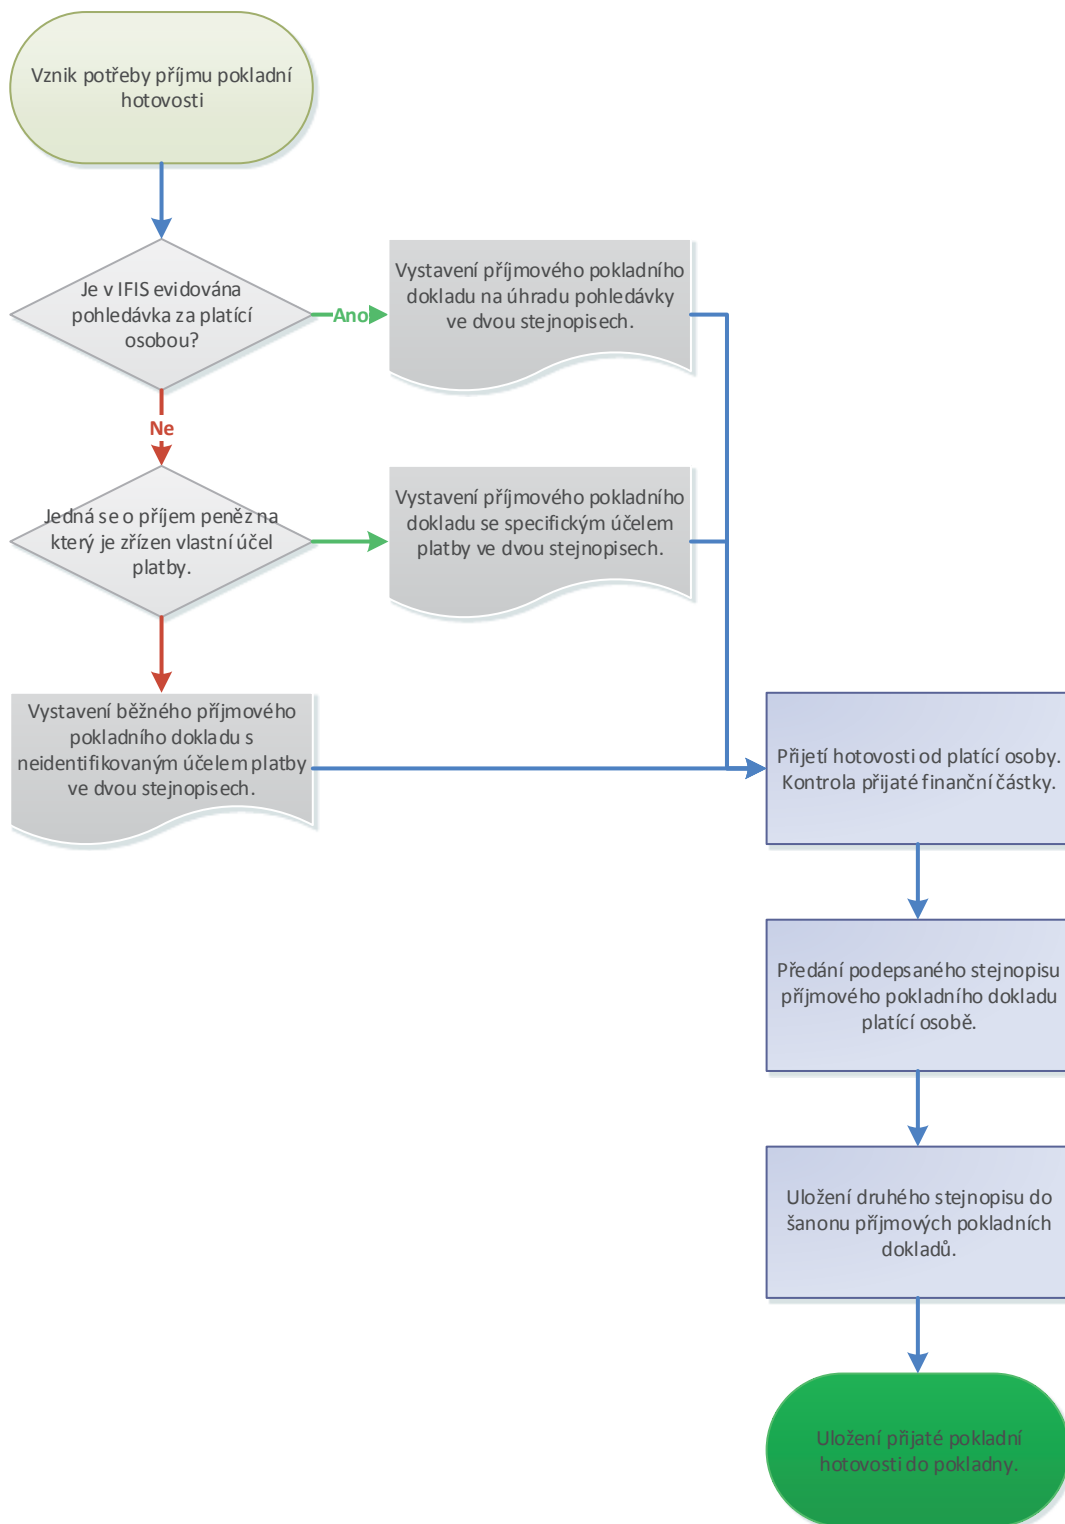 Vznik potřeby příjmu pokladní
hotovosti
Je v IFIS evidována
pohledávka za platící
osobou?
Ano
Vystavení příjmového pokladního
dokladu na úhradu pohledávky
ve dvou stejnopisech.
Ne
Jedná se o příjem peněz na
který je zřízen vlastní účel
platby.
Vystavení příjmového pokladního
dokladu se specifickým účelem
platby ve dvou stejnopisech.
Vystavení běžného příjmového
pokladního dokladu s
neidentifikovaným účelem platby
ve dvou stejnopisech.
Přijetí hotovosti od platící osoby.
Kontrola přijaté finanční částky.
Předání podepsaného stejnopisu
příjmového pokladního dokladu
platící osobě.
Uložení druhého stejnopisu do
šanonu příjmových pokladních
dokladů.
Uložení přijaté pokladní
hotovosti do pokladny.